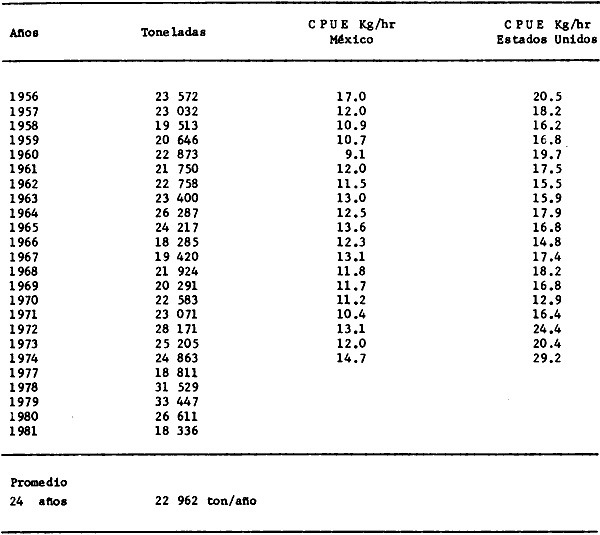 Años Toneladas C P U E Kg/hr México C P U E Kg/hr Estados Unidos
1956 23 572 17.0 20.5
1957 23 032 12.0 18.2
1958 19 513 10.9 16.2
1959 20 646 10.7 16.8
1960 22 873 9.1 19.7
1961 21 750 12.0 17.5
1962 22 758 11.5 15.5
1963 23 400 13.0 15.9
1964 26 287 12.5 17.9
1965 24 217 13.6 16.8
1966 18 285 12.3 14.8
1967 19 420 13.1 17.4
1968 21 924 11.8 18.2
1969 20 291 11.7 16.8
1970 22 583 11.2 12.9
1971 23 071 10.4 16.4
1972 28 171 13.1 24.4
1973 25 205 12.0 20.4
1974 24 863 14.7 29.2
1977 18 811
1978 31 529
1979 33 447
1980 26 611
1981 18 336
Promedio
24 años 22 962 ton/año